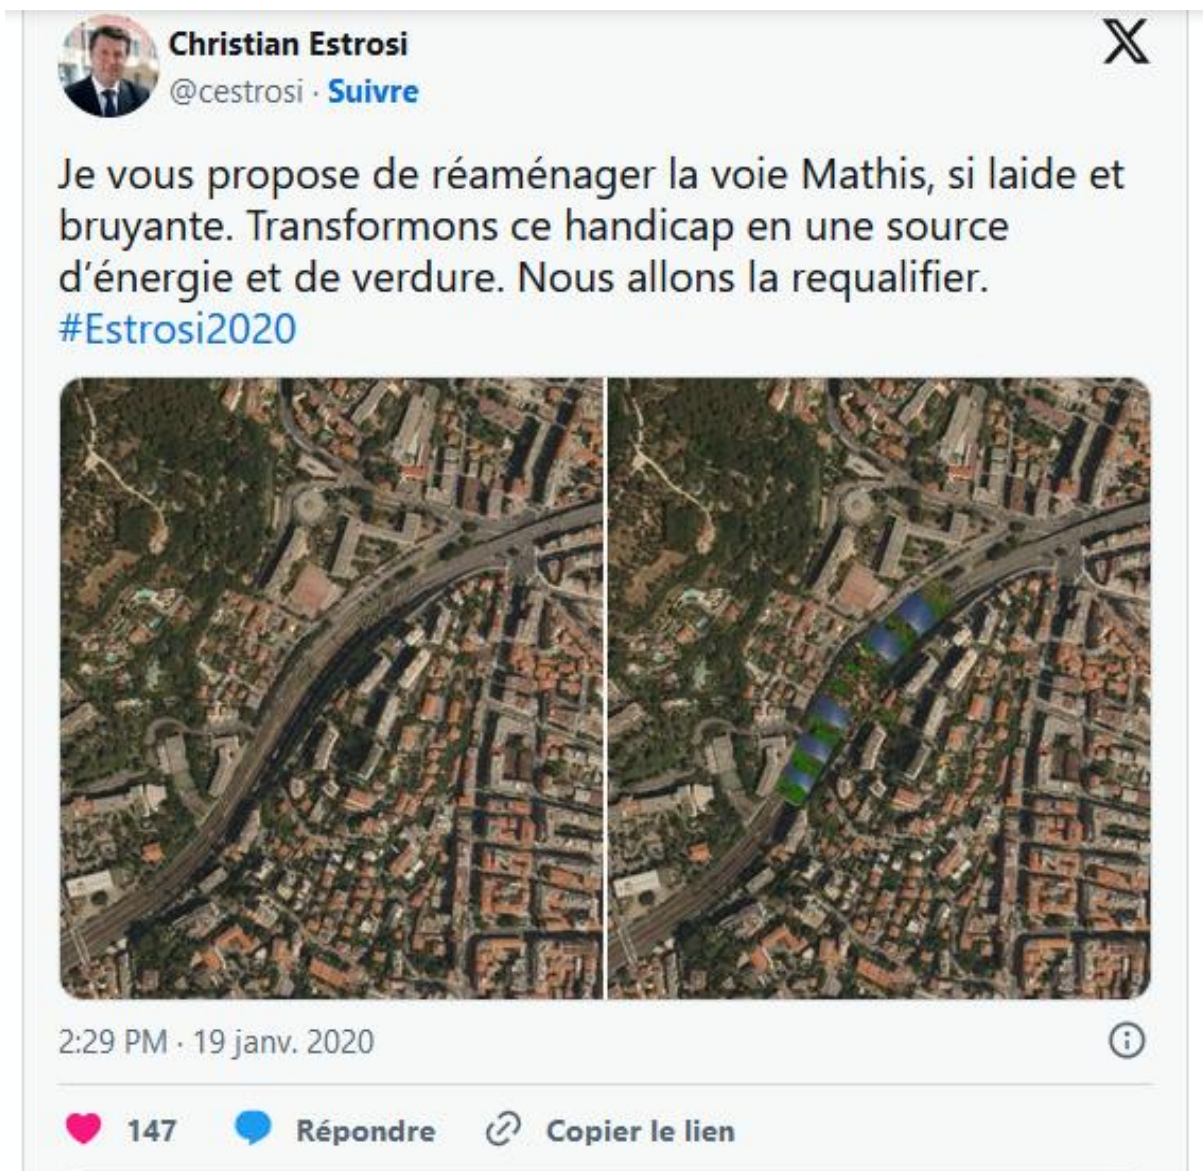 Christian Estrosi
@cestrosi · Suivre
Je vous propose de réaménager la voie Mathis, si laide et
bruyante. Transformons ce handicap en une source
d’énergie et de verdure. Nous allons la requalifier.
#Estrosi2020
2:29 PM · 19 janv. 2020
147 Répondre Copier le lien